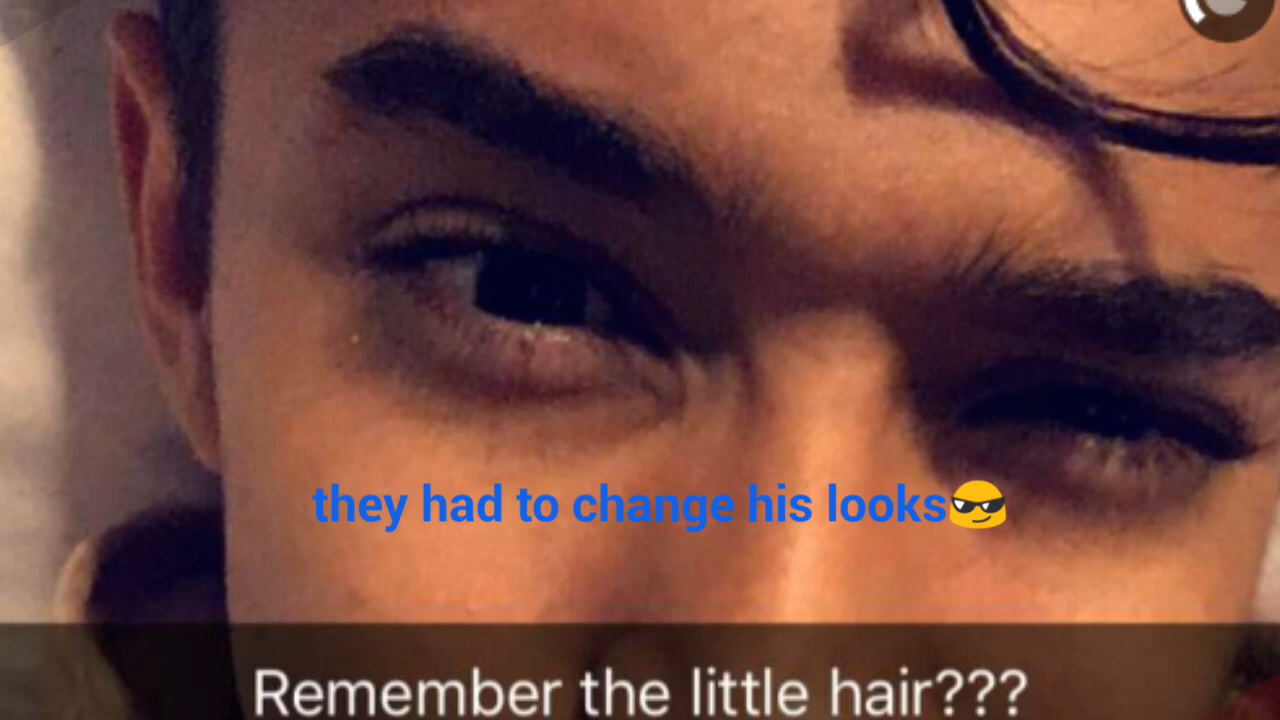 they had to change his looks😎
Remember the little hair???